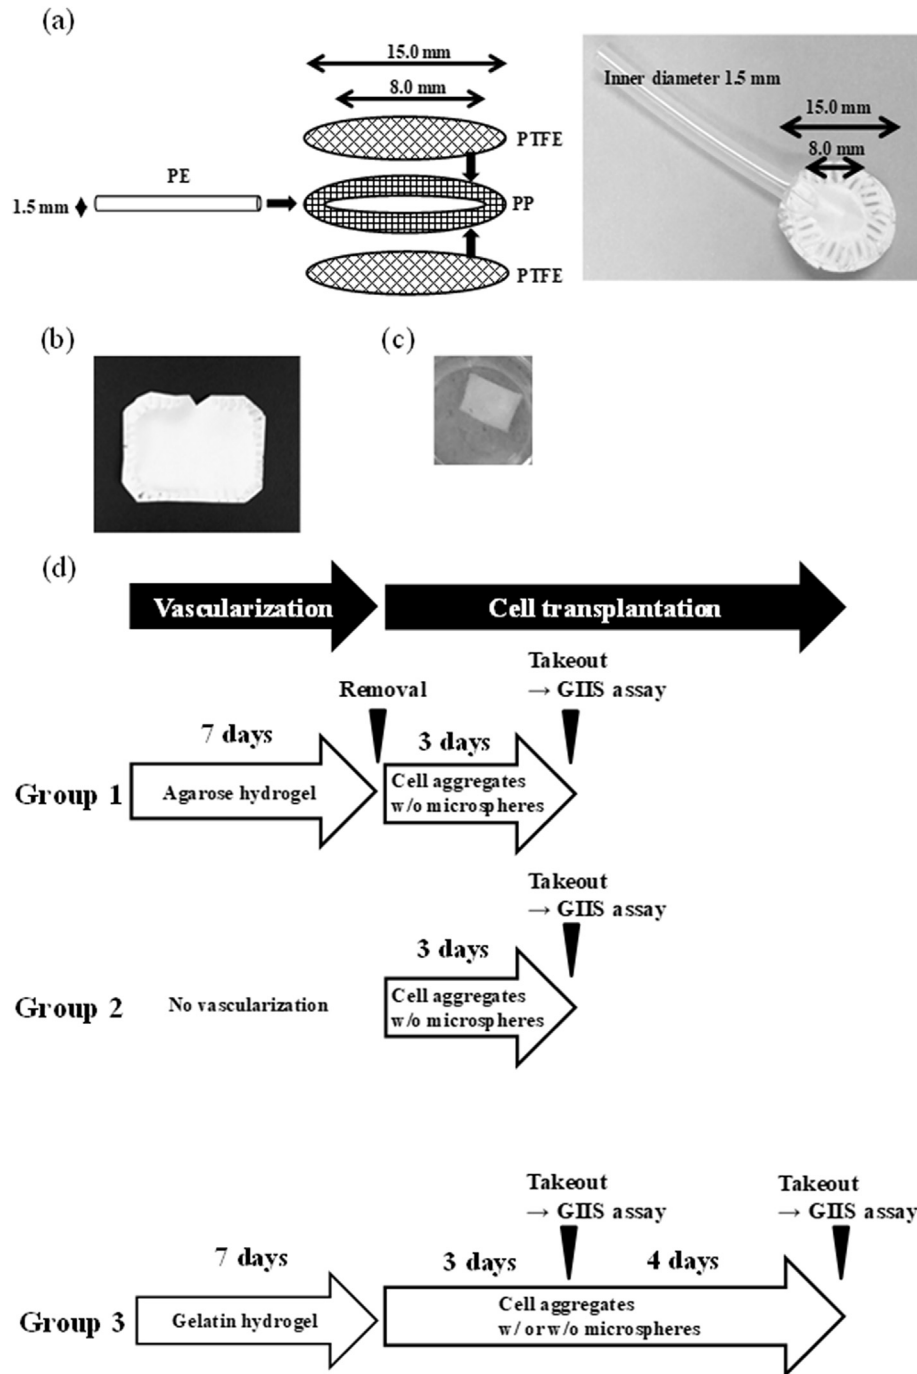 (a)
15.0 mm
8.0 mm
PTFE
PE
1.5 mm
PP
PTFE
Inner diameter 1.5 mm
15.0 mm
8.0 mm
(b)
(c)
(d)
Vascularization
Cell transplantation
Removal
Takeout
→ GIIS assay
7 days
3 days
Group 1
Agarose hydrogel
Cell aggregates
w/o microspheres
Takeout
→ GIIS assay
3 days
Group 2
No vascularization
Cell aggregates
w/o microspheres
Takeout
→ GIIS assay
Takeout
→ GIIS assay
7 days
3 days
4 days
Group 3
Gelatin hydrogel
Cell aggregates
w/ or w/o microspheres